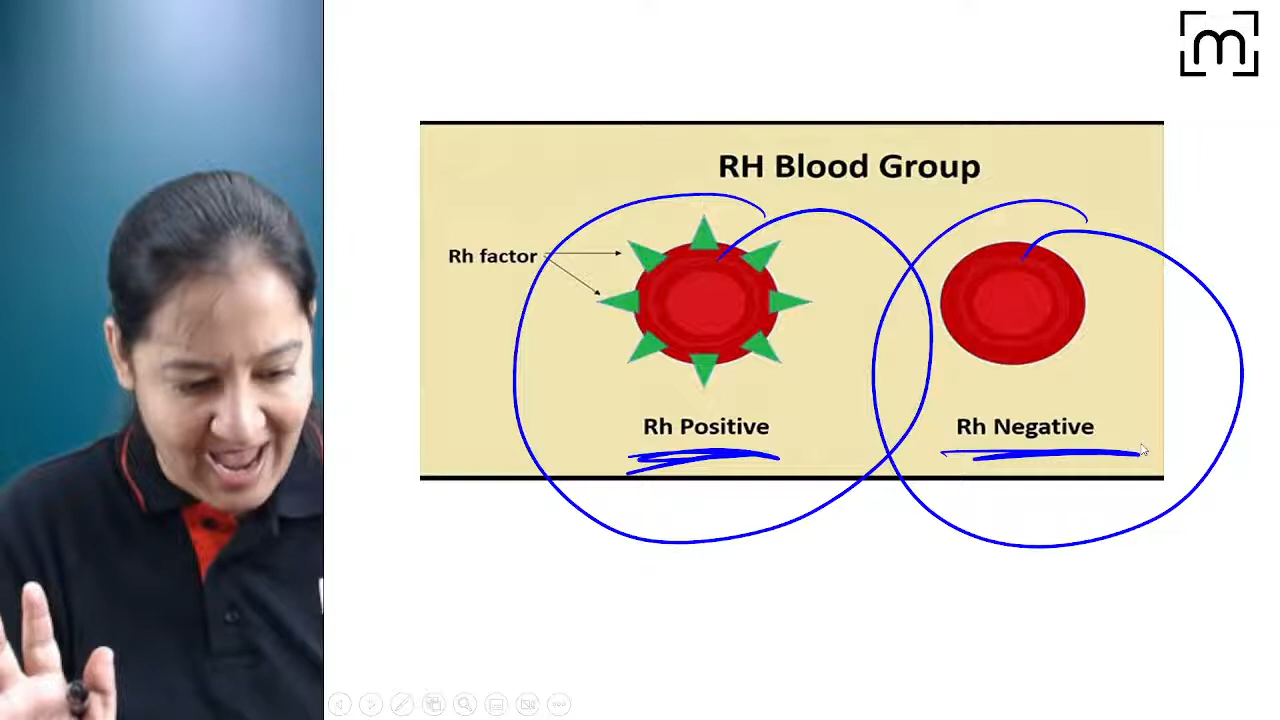 m
RH Blood Group
Rh factor
Rh Positive
Rh Negative